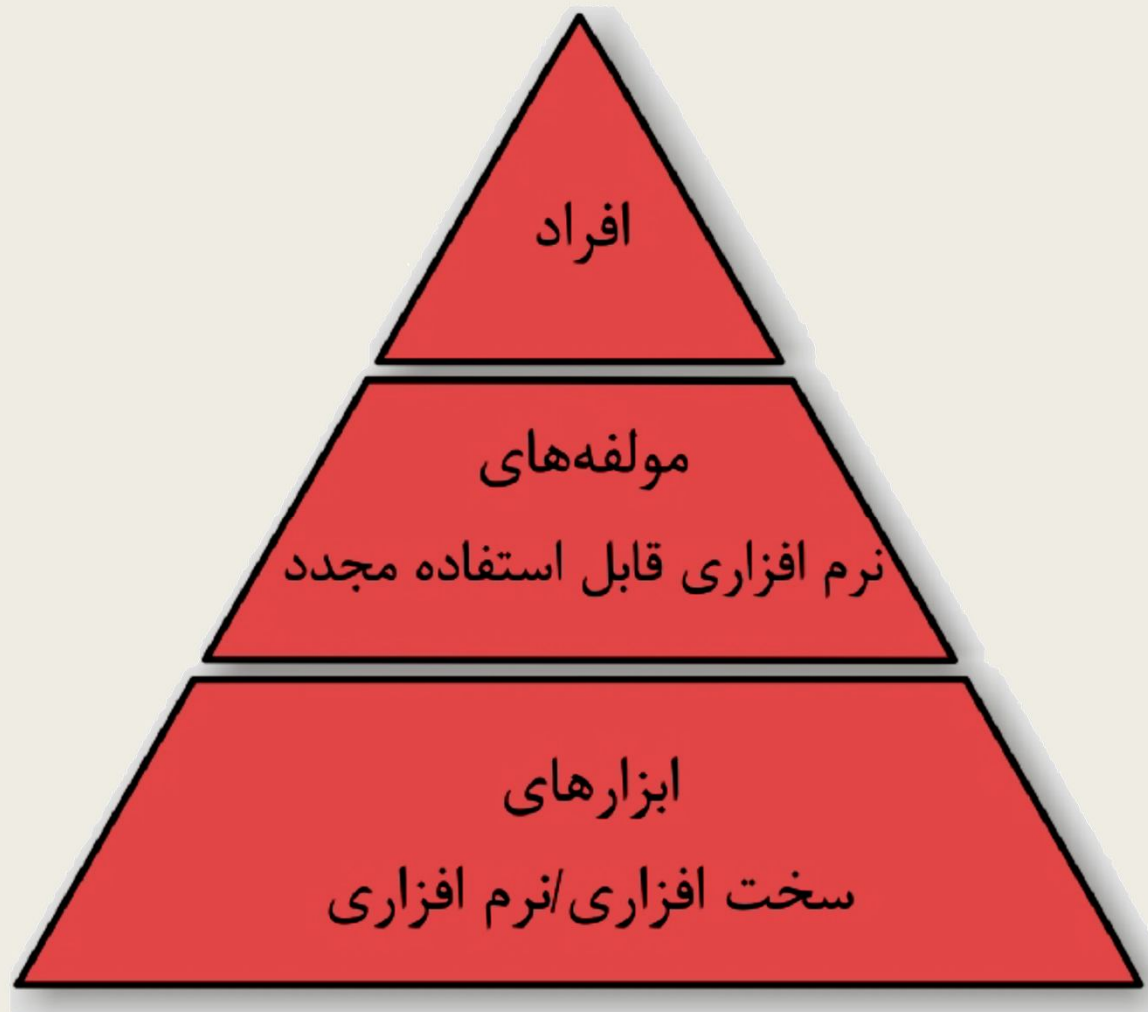 افراد
مولفه‌های
نرم افزاری قابل استفاده مجدد
ابزارهای
سخت افزاری/نرم افزاری